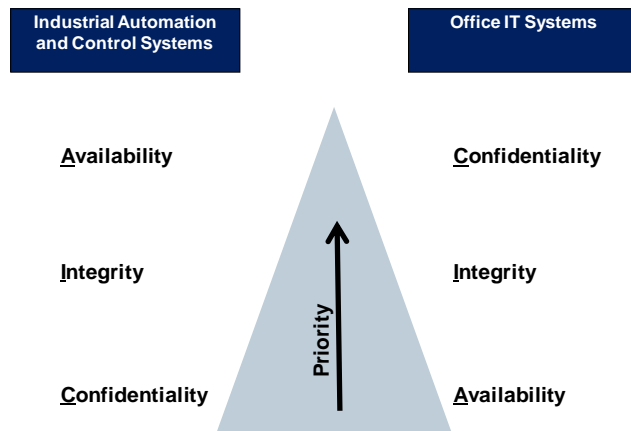 Industrial Automation
and Control Systems
Office IT Systems
Availability
Confidentiality
Integrity
Integrity
Priority
Confidentiality
Availability